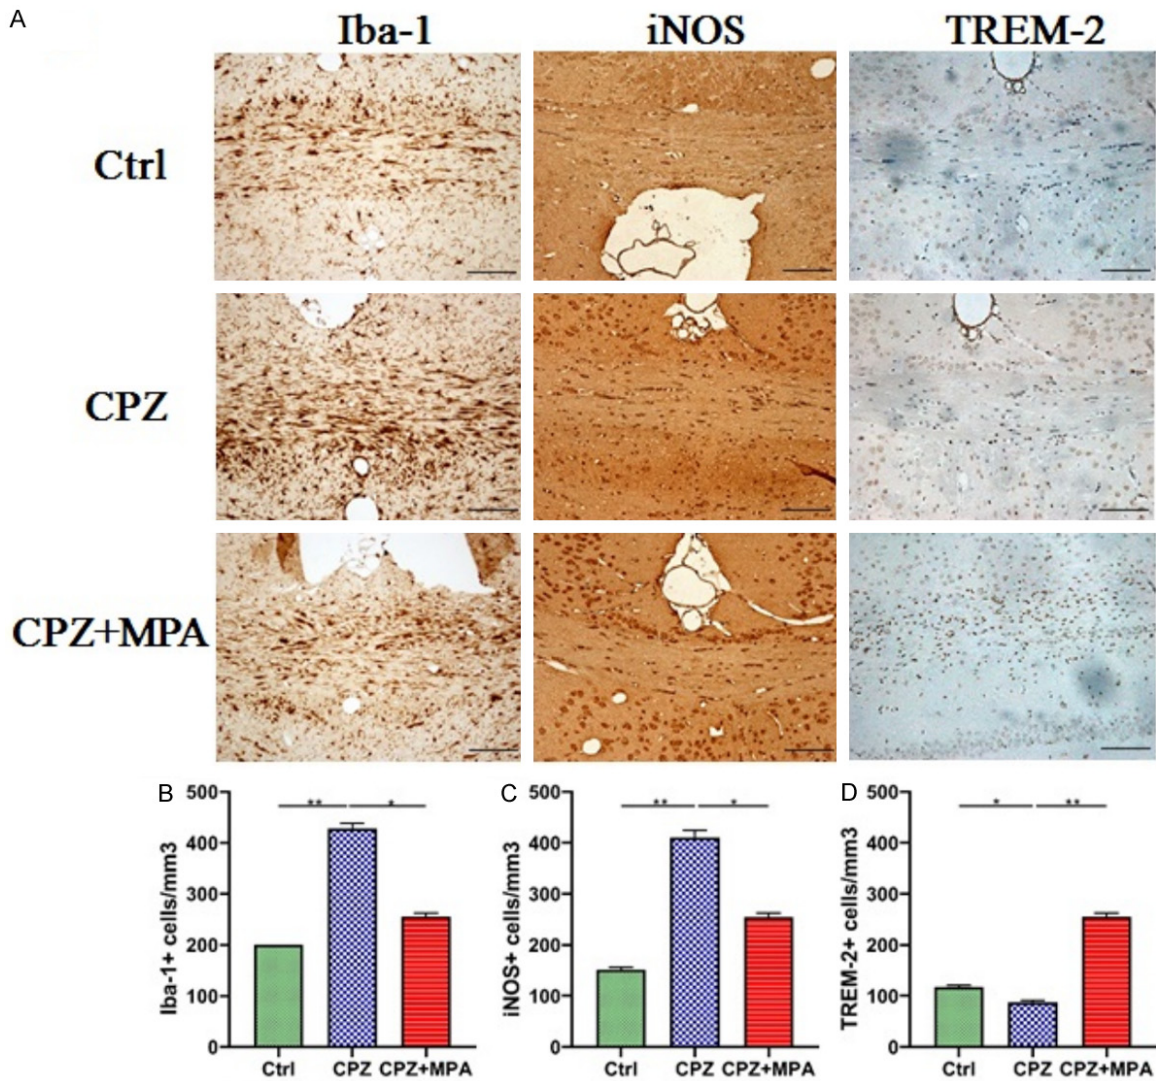 A
Iba-1 iNOS TREM-2
Ctrl
CPZ
CPZ+MPA
B
Iba-1+ cells/mm3
500
400
300
200
100
0
** *
Ctrl CPZ CPZ+MPA
C
iNOS+ cells/mm3
500
400
300
200
100
0
** *
Ctrl CPZ CPZ+MPA
D
TREM-2+ cells/mm3
500
400
300
200
100
0
* **
Ctrl CPZ CPZ+MPA